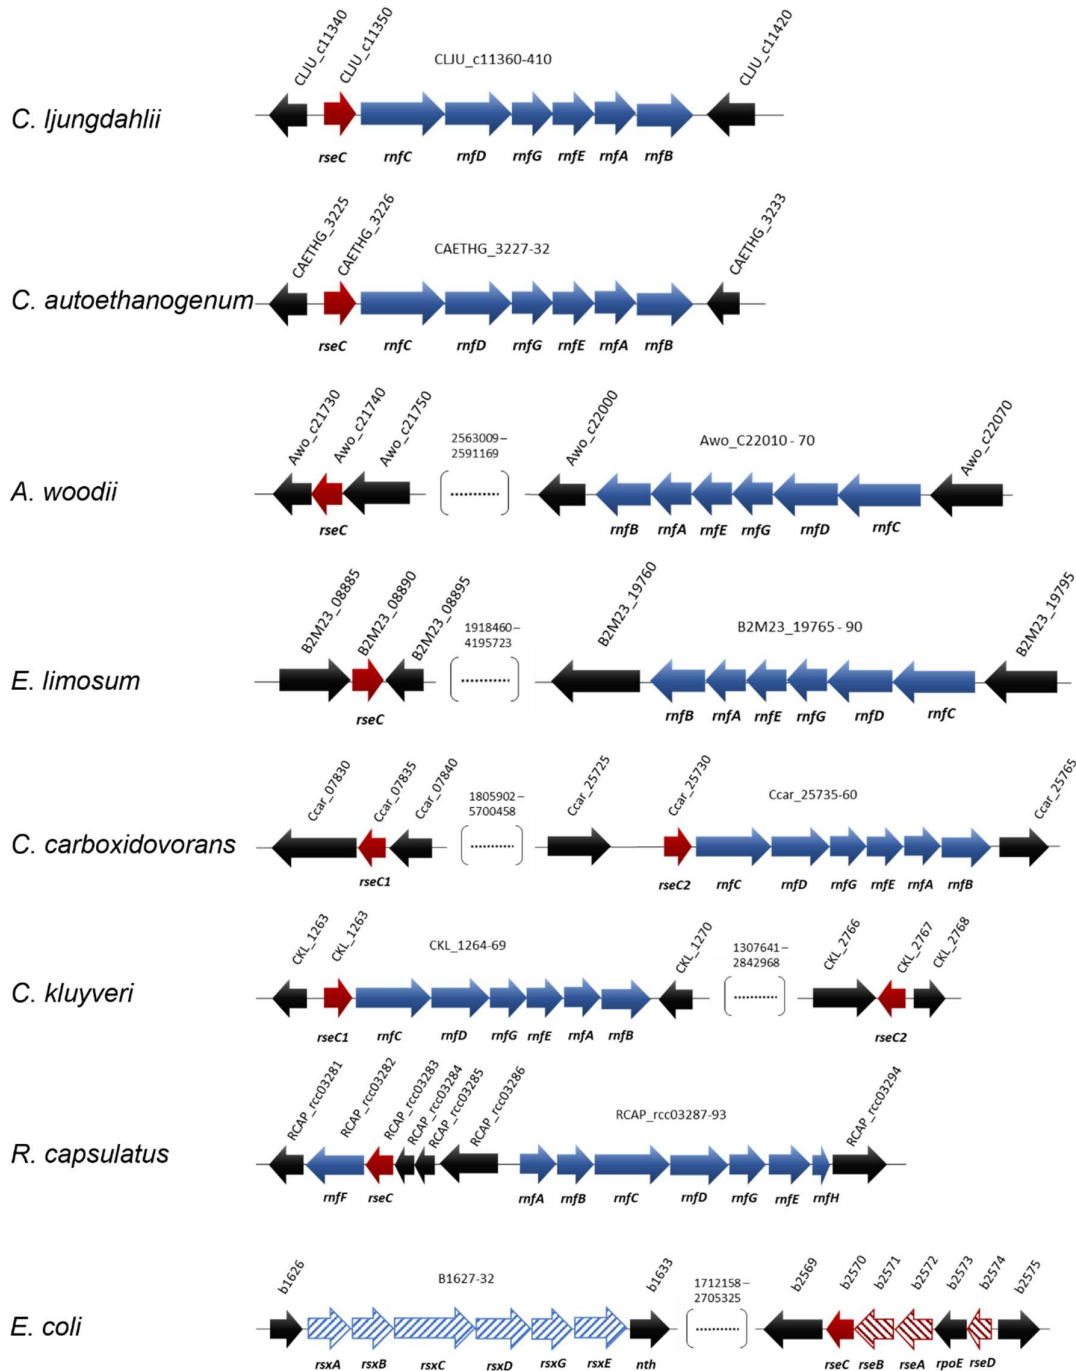 CLJU_c11340 CLJU_c11350 CLJU_c11360-410 CLJU_c11420
C. ljungdahlii
rseC rnfC rnfD rnfG rnfE rnfA rnfB
CAETHG_3225 CAETHG_3226 CAETHG_3227-32 CAETHG_3233
C. autoethanogenum
rseC rnfC rnfD rnfG rnfE rnfA rnfB
Awo_c21730 Awo_c21740 Awo_c21750 2563009– Awo_c22000 Awo_C22010 - 70 Awo_c22070
2591169
A. woodii
rseC rnfB rnfA rnfE rnfG rnfD rnfC
B2M23_08885 B2M23_08890 B2M23_08895 1918460– B2M23_19760 B2M23_19765 - 90 B2M23_19795
4195723
E. limosum
rseC rnfB rnfA rnfE rnfG rnfD rnfC
Ccar_07830 Ccar_07835 Ccar_07840 1805902– Ccar_25725 Ccar_25730 Ccar_25735-60 Ccar_25765
5700458
C. carboxidovorans
rseC1 rseC2 rnfC rnfD rnfG rnfE rnfA rnfB
CKL_1263 CKL_1263 CKL_1264-69 CKL_1270 1307641– CKL_2766 CKL_2767 CKL_2768
2842968
C. kluyveri
rseC1 rnfC rnfD rnfG rnfE rnfA rnfB rseC2
RCAP_rcc03281 RCAP_rcc03282 RCAP_rcc03283 RCAP_rcc03284 RCAP_rcc03285 RCAP_rcc03286 RCAP_rcc03287-93 RCAP_rcc03294
R. capsulatus
rnfF rseC rnfA rnfB rnfC rnfD rnfG rnfE rnfH
b1626 B1627-32 b1633 1712158– b2569 b2570 b2571 b2572 b2573 b2574 b2575
2705325
E. coli
rsxA rsxB rsxC rsxD rsxG rsxE nth rseC rseB rseA rpoE rseD